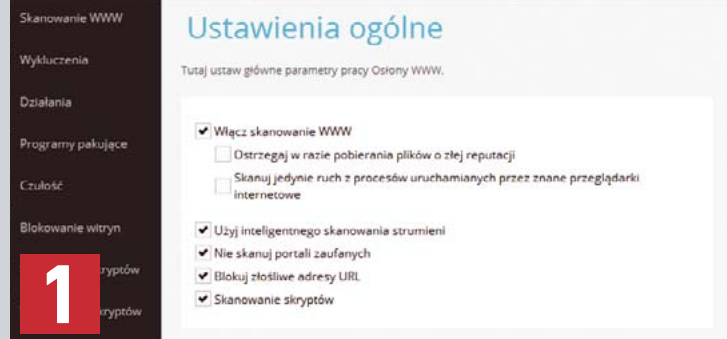 Skanowanie WWW
Wykluczenia
Działania
Programy pakujące
Czułość
Blokowanie witryn
kryptów
kryptów
1
Ustawienia ogólne
Tutaj ustaw główne parametry pracy Osłony WWW.
Włącz skanowanie WWW
Ostrzegaj w razie pobierania plików o złej reputacji
Skanuj jedynie ruch z procesów uruchamianych przez znane przeglądarki
internetowe
Użyj inteligentnego skanowania strumieni
Nie skanuj portali zaufanych
Blokuj złośliwe adresy URL
Skanowanie skryptów